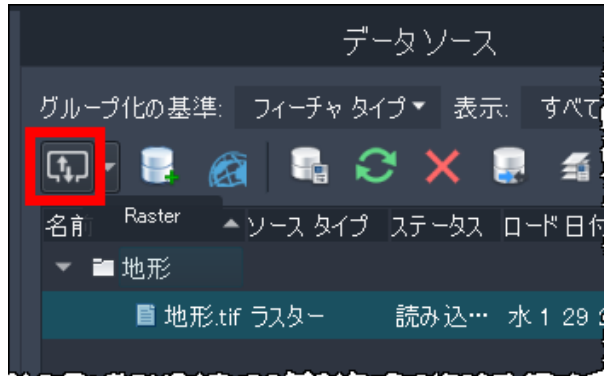 データ ソース
グループ化の基準: フィーチャ タイプ 表示: すべて
Raster
名前 ソース タイプ ステータス ロード日付
地形
地形.tif ラスター 読み込… 水 1 29